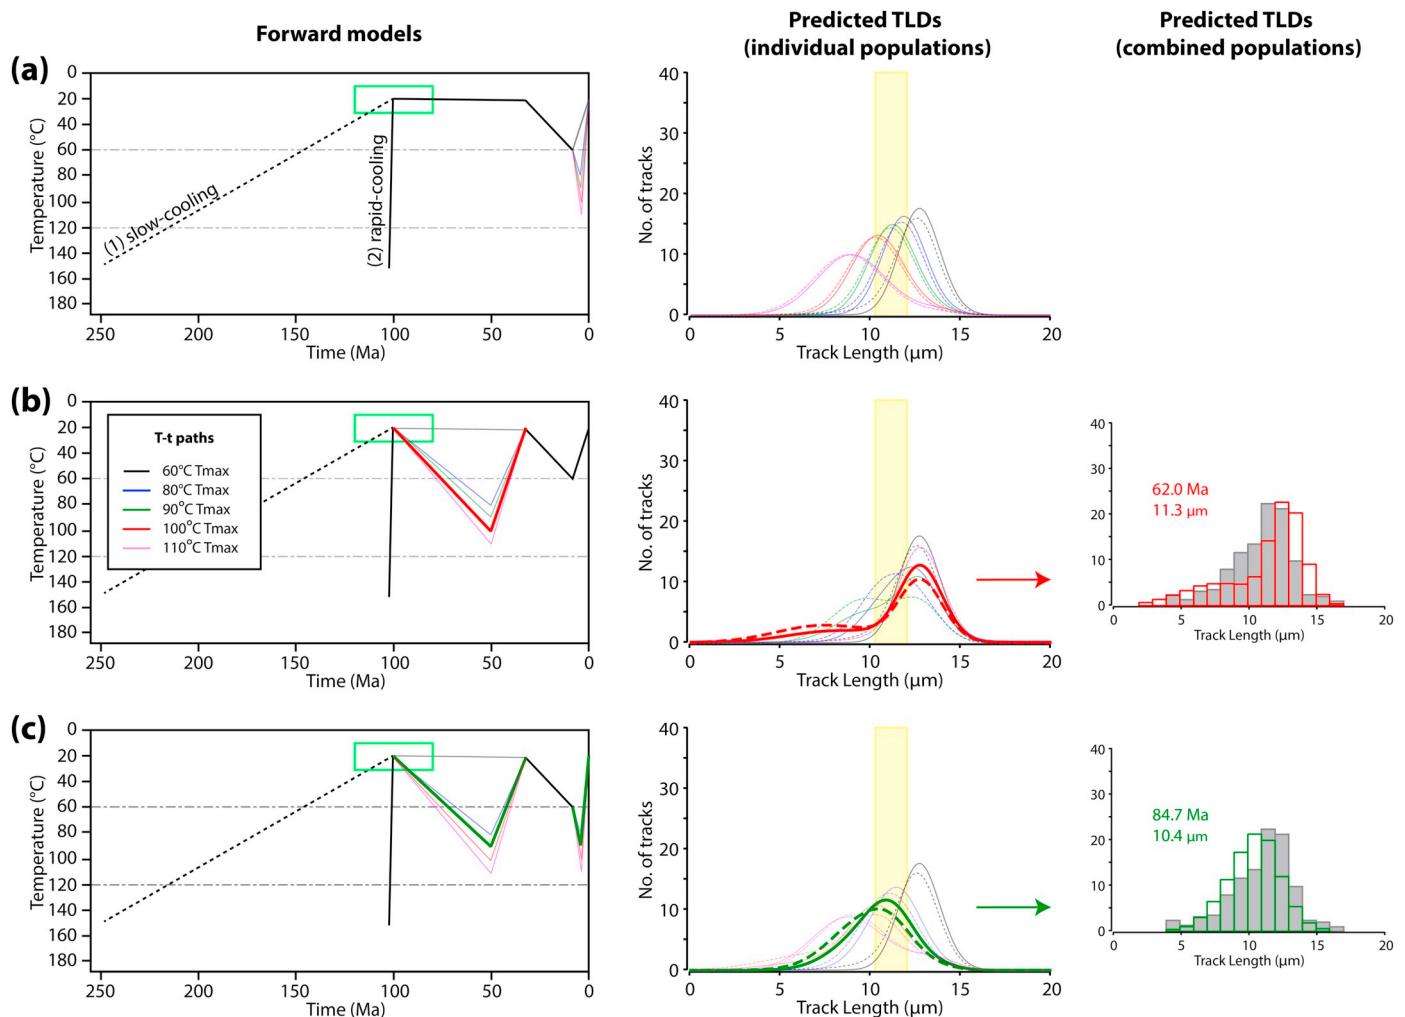 Forward models
Predicted TLDs
(individual populations)
Predicted TLDs
(combined populations)
(a)
0
20
40
60
80
100
120
140
160
180
Temperature (°C)
(1) slow-cooling
(2) rapid-cooling
250
200
150
100
50
0
Time (Ma)
40
30
20
10
0
No. of tracks
0
5
10
15
20
Track Length (µm)
(b)
0
20
40
60
80
100
120
140
160
180
Temperature (°C)
T-t paths
60°C Tmax
80°C Tmax
90°C Tmax
100°C Tmax
110°C Tmax
250
200
150
100
50
0
Time (Ma)
40
30
20
10
0
No. of tracks
0
5
10
15
20
Track Length (µm)
40
30
20
10
0
62.0 Ma
11.3 µm
0
5
10
15
20
Track Length (µm)
(c)
0
20
40
60
80
100
120
140
160
180
Temperature (°C)
250
200
150
100
50
0
Time (Ma)
40
30
20
10
0
No. of tracks
0
5
10
15
20
Track Length (µm)
40
30
20
10
0
84.7 Ma
10.4 µm
0
5
10
15
20
Track Length (µm)